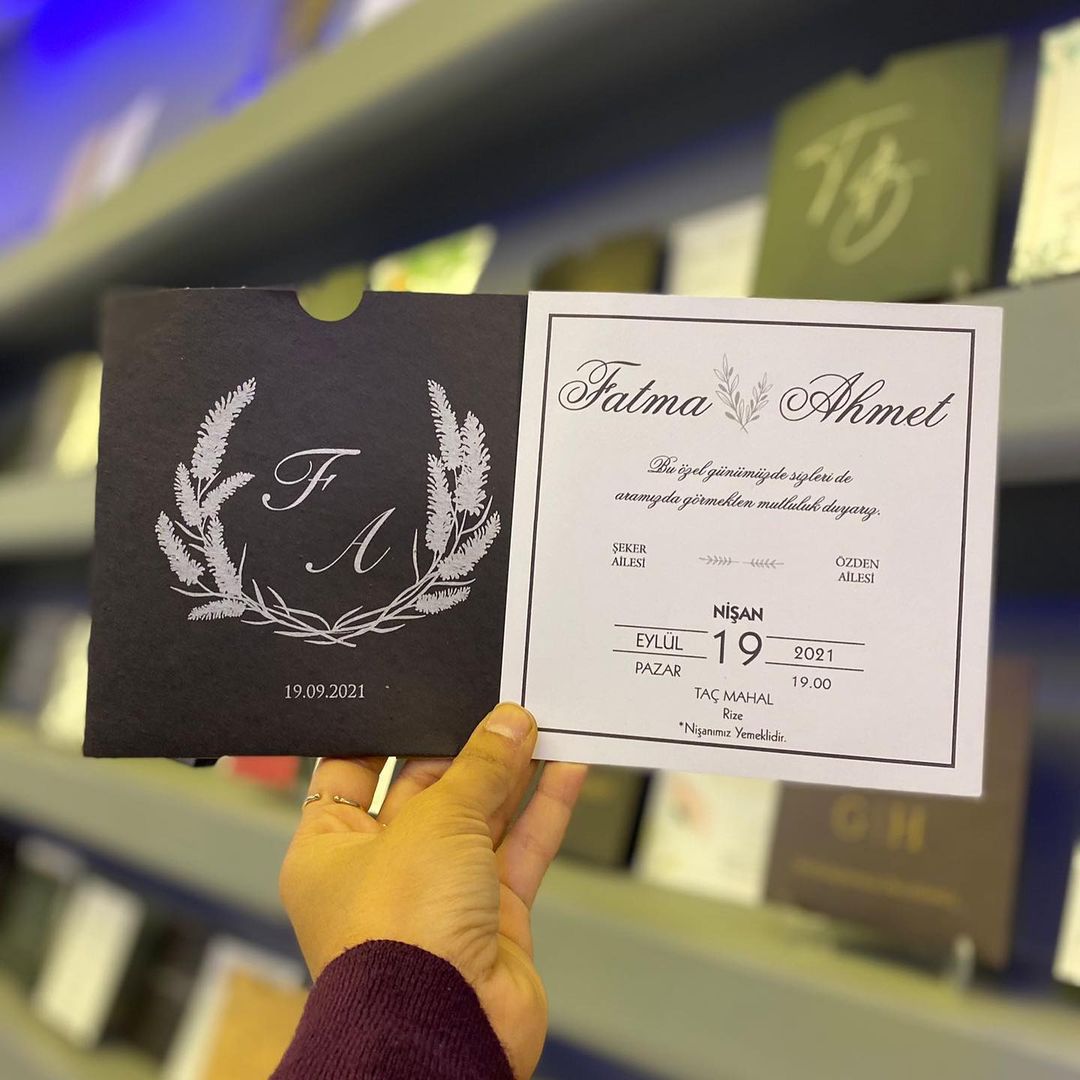 F
A
19.09.2021
Fatma Ahmet
Bu özel günümüzde sizleri de
aramızda görmekten mutluluk duyarız.
ŞEKER
AİLESİ
ÖZDEN
AİLESİ
NİŞAN
EYLÜL 19 2021
PAZAR 19.00
TAÇ MAHAL
Rize
*Nişanımız Yemeklidir.
G H